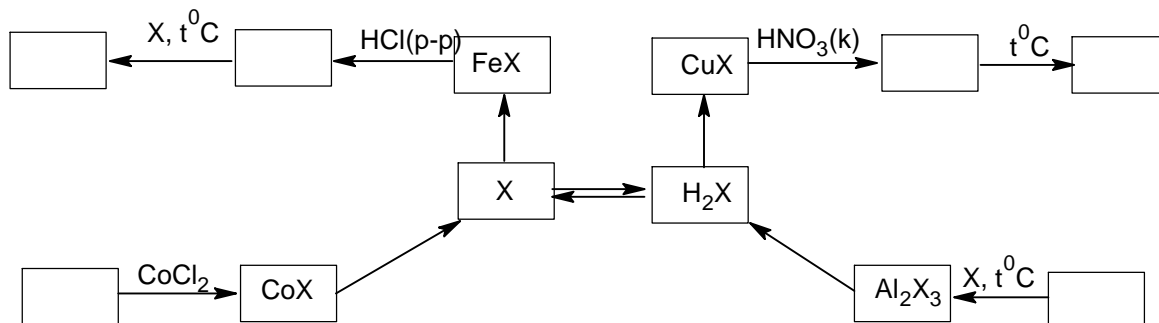 X, t⁰C HCl(p-p) FeX CuX HNO₃(k) t⁰C
X H₂X
CoCl₂ CoX Al₂X₃ X, t⁰C